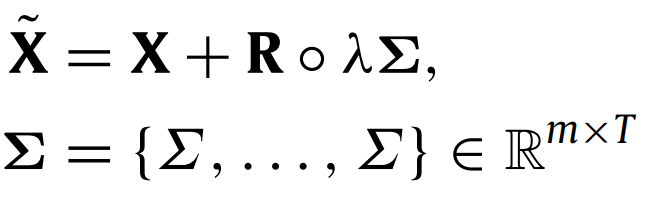 X̃ = X + R ∘ λΣ,
Σ = {Σ, . . . , Σ} ∈ ℝ^{m×T}